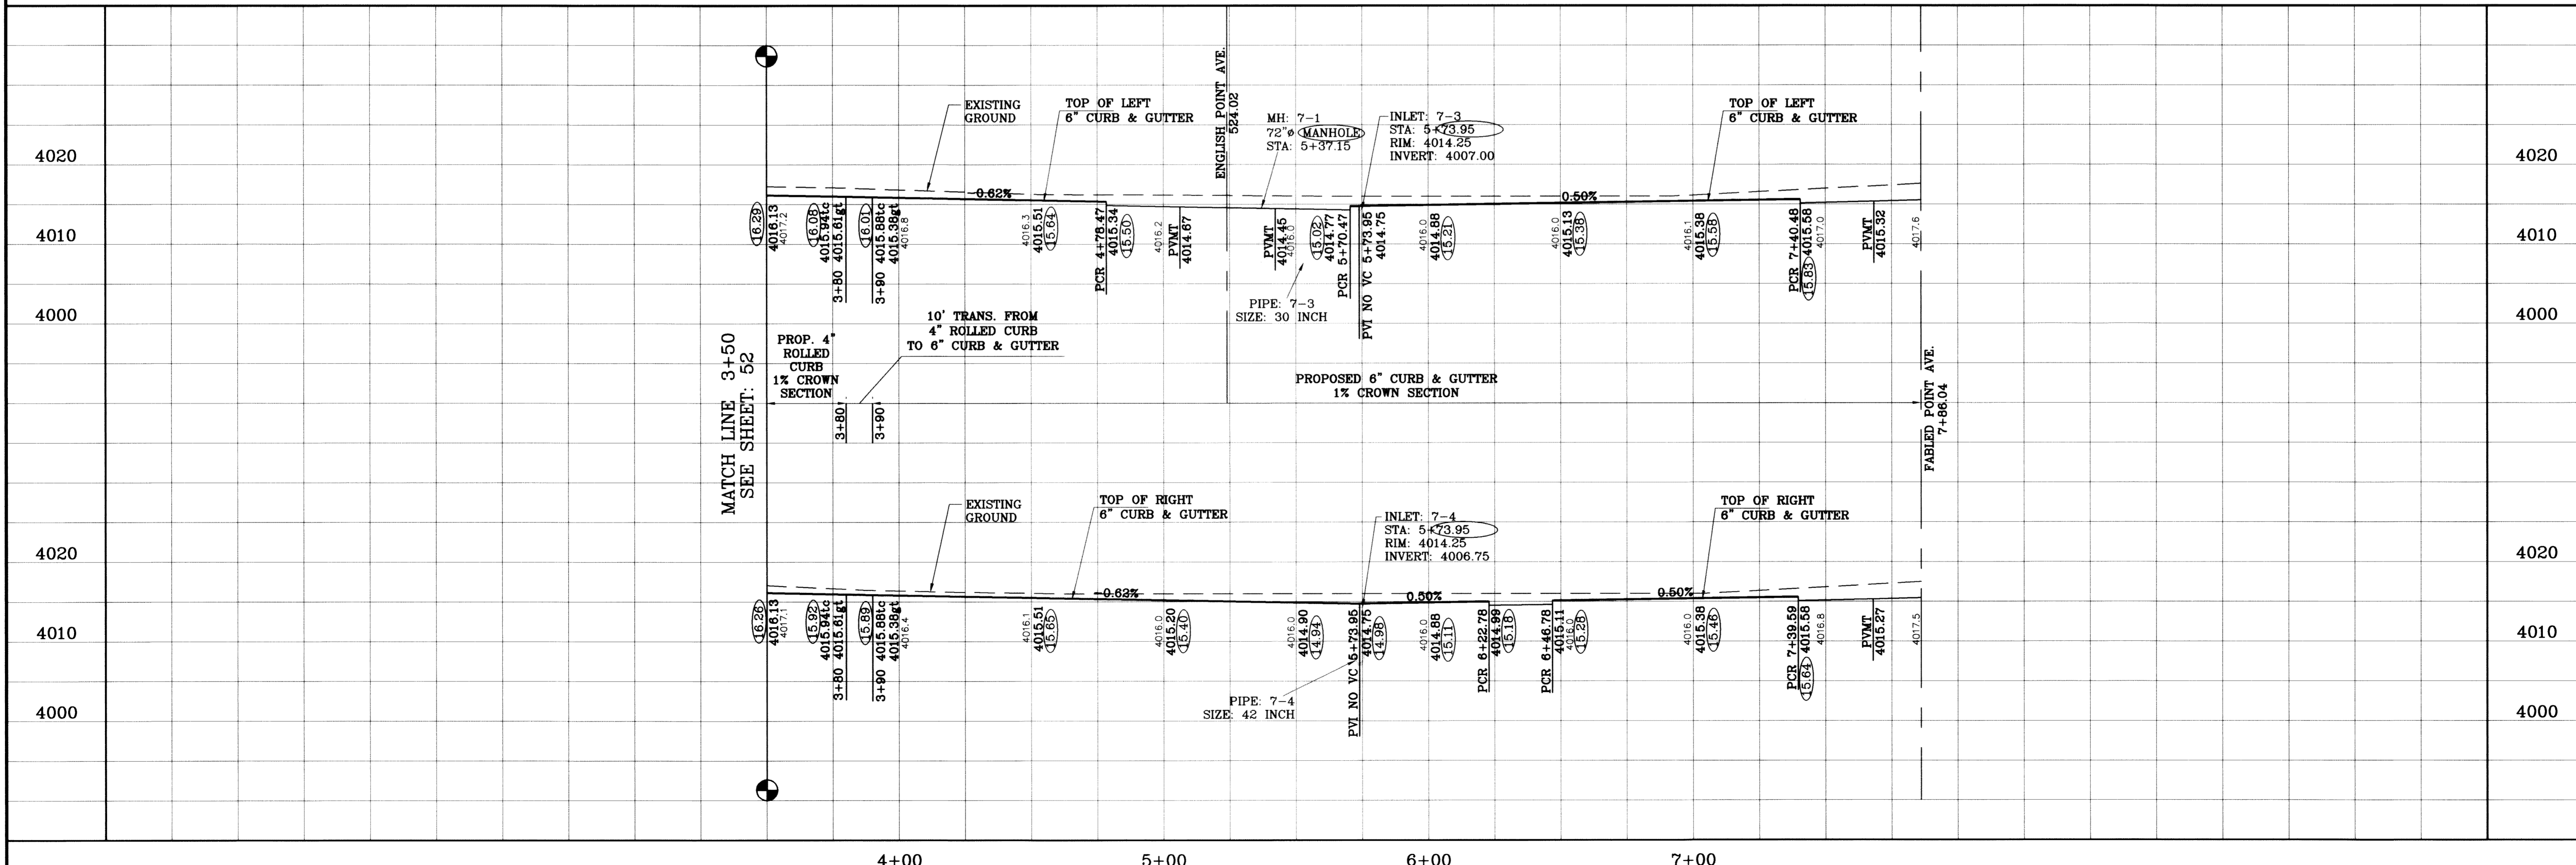 4020
4010
4000
4020
4010
4000
MATCH LINE 3+50
SEE SHEET: 52
EXISTING
GROUND
TOP OF LEFT
6" CURB & GUTTER
ENGLISH POINT AVE.
524.02
MH: 7-1
72"ø MANHOLE
STA: 5+37.15
INLET: 7-3
STA: 5+73.95
RIM: 4014.25
INVERT: 4007.00
TOP OF LEFT
6" CURB & GUTTER
-0.62%
0.50%
16.29
4016.13
4017.2
16.08
4015.94tc
3+80 4015.61gt
16.01
3+90 4015.88tc
4015.38gt
4016.8
4016.3
4015.51
15.64
PCR 4+78.47
4015.34
15.50
4016.2
PVMT
4014.67
PVMT
4014.45
4016.0
15.02
4014.77
PCR 5+70.47
PVI NO VC 5+73.95
4014.75
4016.0
4014.88
15.21
4016.0
4015.13
15.38
4016.1
4015.38
15.58
PCR 7+40.48
4015.58
15.83
4017.0
PVMT
4015.32
4017.6
PIPE: 7-3
SIZE: 30 INCH
PROP. 4"
ROLLED
CURB
1% CROWN
SECTION
10' TRANS. FROM
4" ROLLED CURB
TO 6" CURB & GUTTER
3+80
3+90
PROPOSED 6" CURB & GUTTER
1% CROWN SECTION
FABLED POINT AVE.
7+86.04
EXISTING
GROUND
TOP OF RIGHT
6" CURB & GUTTER
INLET: 7-4
STA: 5+73.95
RIM: 4014.25
INVERT: 4006.75
TOP OF RIGHT
6" CURB & GUTTER
-0.62%
0.50%
0.50%
16.26
4016.13
4017.1
15.92
4015.94tc
3+80 4015.61gt
15.89
3+90 4015.88tc
4015.38gt
4016.4
4016.1
4015.51
15.65
4016.0
4015.20
15.40
4016.0
4014.90
14.94
PVI NO VC 5+73.95
4014.75
14.98
4016.0
4014.88
15.11
PCR 6+22.78
4014.99
15.18
PCR 6+46.78
4015.11
4016.0
15.28
4016.0
4015.38
15.46
PCR 7+39.59
4015.58
15.64
4016.8
PVMT
4015.27
4017.5
PIPE: 7-4
SIZE: 42 INCH
4020
4010
4000
4020
4010
4000
4+00
5+00
6+00
7+00